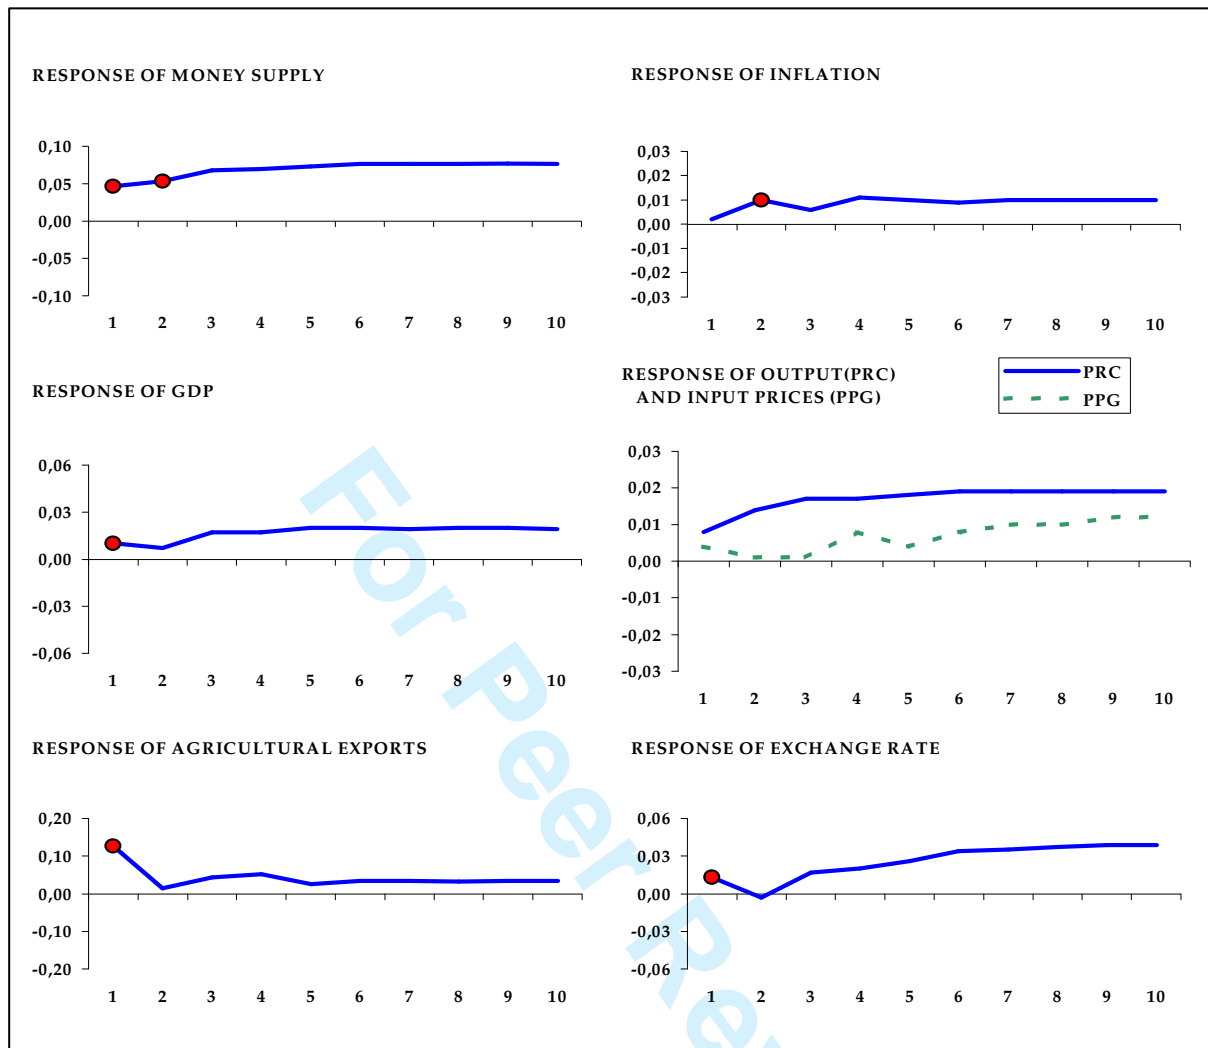 RESPONSE OF MONEY SUPPLY
0,10
0,05
0,00
-0,05
-0,10
1 2 3 4 5 6 7 8 9 10
RESPONSE OF INFLATION
0,03
0,02
0,01
0,00
-0,01
-0,02
-0,03
1 2 3 4 5 6 7 8 9 10
RESPONSE OF GDP
0,06
0,03
0,00
-0,03
-0,06
1 2 3 4 5 6 7 8 9 10
RESPONSE OF OUTPUT(PRC)
AND INPUT PRICES (PPG)
PRC
PPG
0,03
0,02
0,01
0,00
-0,01
-0,02
-0,03
1 2 3 4 5 6 7 8 9 10
RESPONSE OF AGRICULTURAL EXPORTS
0,20
0,10
0,00
-0,10
-0,20
1 2 3 4 5 6 7 8 9 10
RESPONSE OF EXCHANGE RATE
0,06
0,03
0,00
-0,03
-0,06
1 2 3 4 5 6 7 8 9 10
For Peer Re